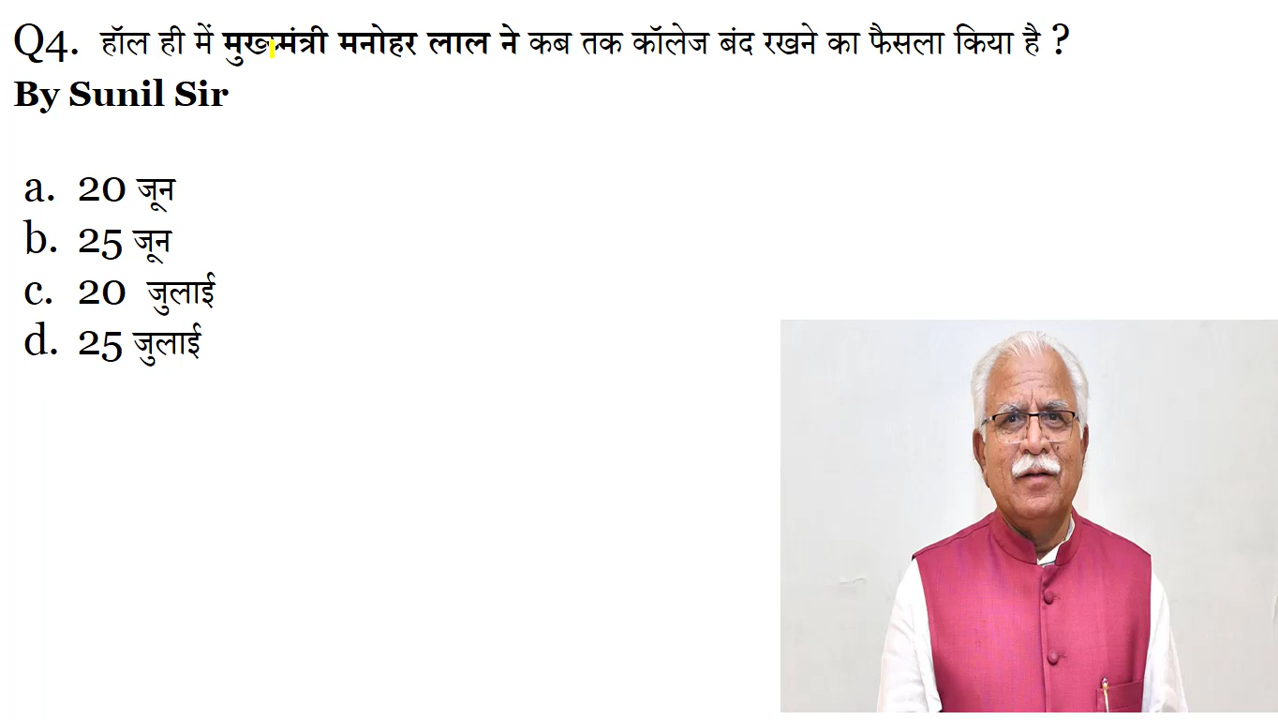 Q4. हॉल ही में मुख्यमंत्री मनोहर लाल ने कब तक कॉलेज बंद रखने का फैसला किया है ?
By Sunil Sir
a. 20 जून
b. 25 जून
c. 20 जुलाई
d. 25 जुलाई